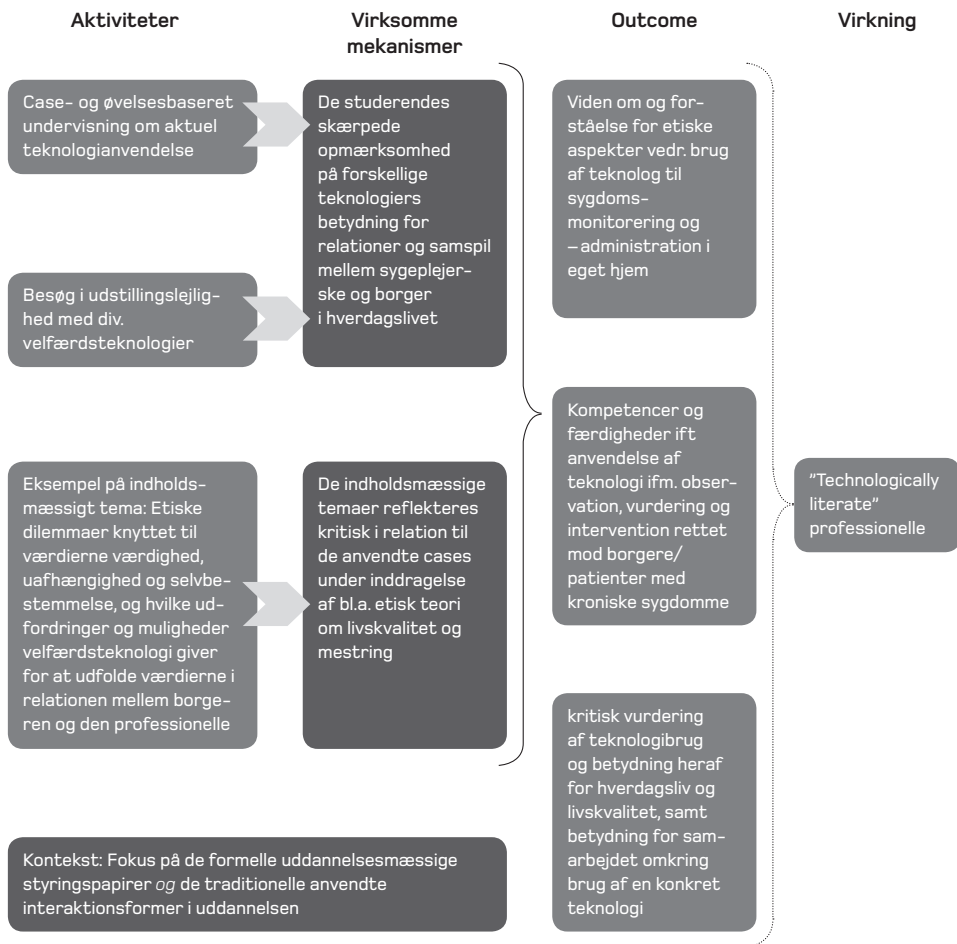 Aktiviteter
Virksomme
mekanismer
Outcome
Virkning
Case- og øvelsesbaseret
undervisning om aktuel
teknologianvendelse
Besøg i udstillingslejlig-
hed med div.
velfærdsteknologier
Eksempel på indholds-
mæssigt tema: Etiske
dilemmaer knyttet til
værdierne værdighed,
uafhængighed og selvbe-
stemmelse, og hvilke ud-
fordringer og muligheder
velfærdsteknologi giver
for at udfolde værdierne i
relationen mellem borge-
ren og den professionelle
De studerendes
skærpede
opmærksomhed
på forskellige
teknologiers
betydning for
relationer og samspil
mellem sygeplejer-
ske og borger
i hverdagslivet
De indholdsmæssige
temaer reflekteres
kritisk i relation til
de anvendte cases
under inddragelse
af bl.a. etisk teori
om livskvalitet og
mestring
Kontekst: Fokus på de formelle uddannelsesmæssige
styringspapirer og de traditionelle anvendte
interaktionsformer i uddannelsen
Viden om og for-
ståelse for etiske
aspekter vedr. brug
af teknolog til
sygdoms-
monitorering og
–administration i
eget hjem
Kompetencer og
færdigheder ift
anvendelse af
teknologi ifm. obser-
vation, vurdering og
intervention rettet
mod borgere/
patienter med
kroniske sygdomme
kritisk vurdering
af teknologibrug
og betydning heraf
for hverdagsliv og
livskvalitet, samt
betydning for sam-
arbejdet omkring
brug af en konkret
teknologi
"Technologically
literate"
professionelle